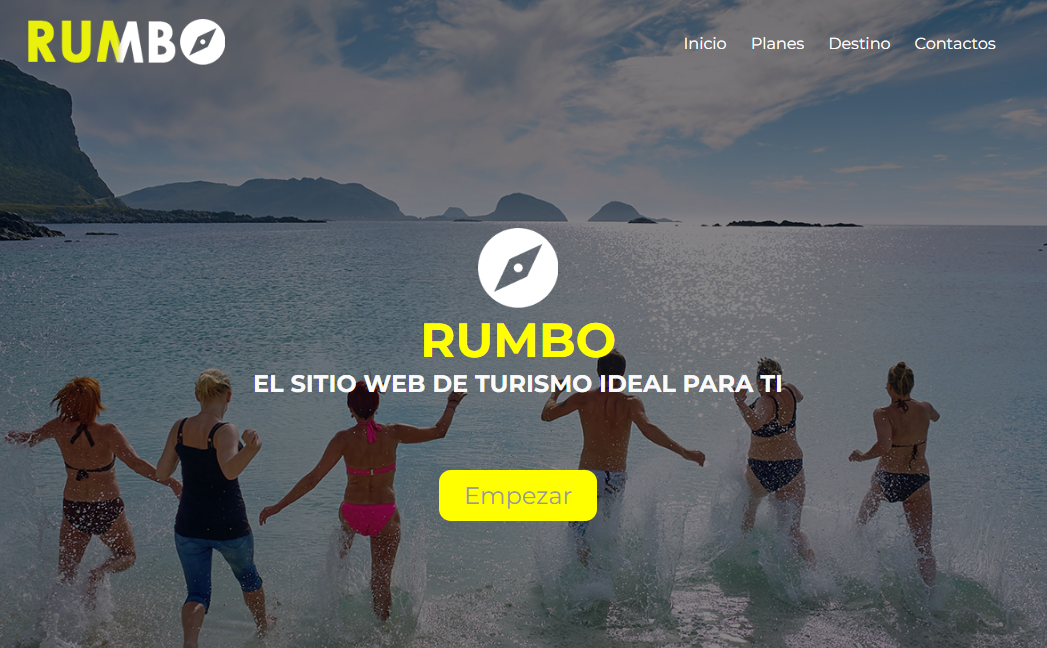 RUMBO
Inicio Planes Destino Contactos
RUMBO
EL SITIO WEB DE TURISMO IDEAL PARA TI
Empezar